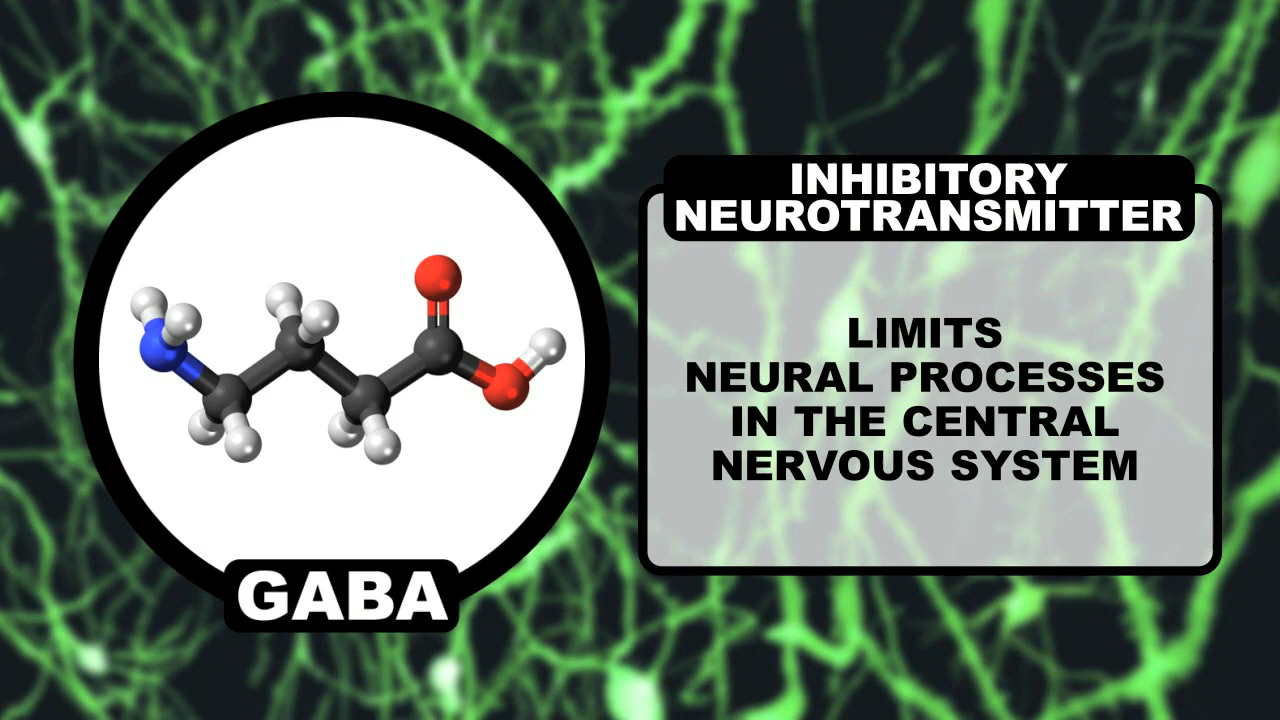 GABA
INHIBITORY
NEUROTRANSMITTER
LIMITS
NEURAL PROCESSES
IN THE CENTRAL
NERVOUS SYSTEM